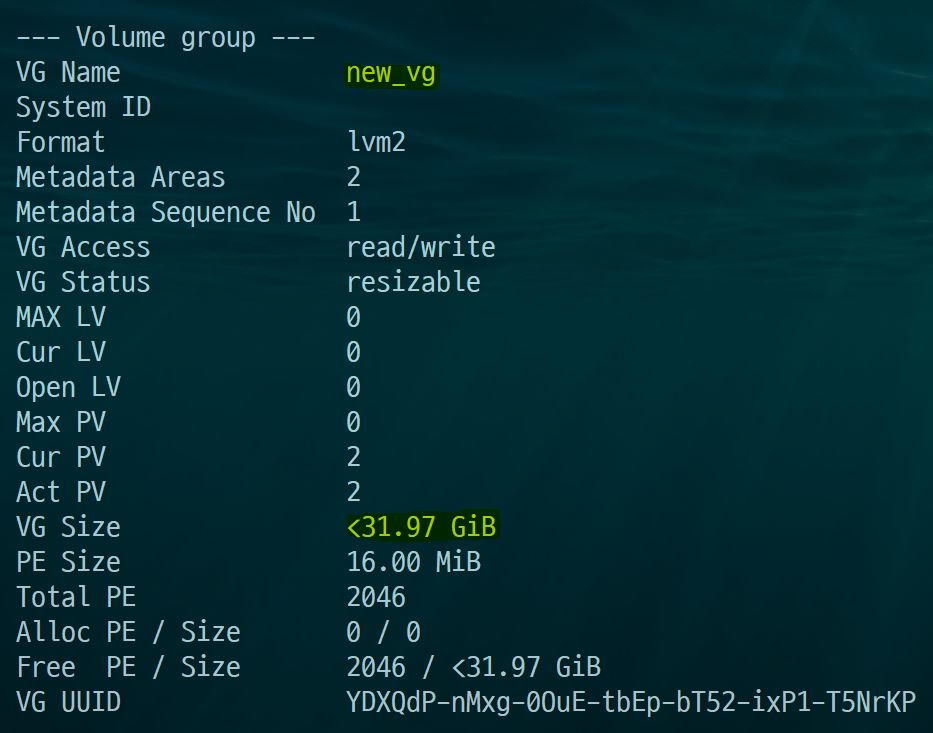 --- Volume group ---
VG Name new_vg
System ID
Format lvm2
Metadata Areas 2
Metadata Sequence No 1
VG Access read/write
VG Status resizable
MAX LV 0
Cur LV 0
Open LV 0
Max PV 0
Cur PV 2
Act PV 2
VG Size <31.97 GiB
PE Size 16.00 MiB
Total PE 2046
Alloc PE / Size 0 / 0
Free  PE / Size 2046 / <31.97 GiB
VG UUID YDXQdP-nMxg-0OuE-tbEp-bT52-ixP1-T5NrKP